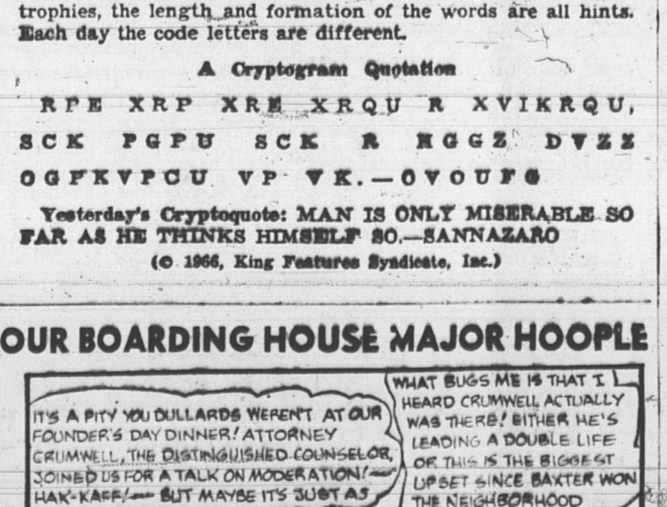 trophies, the length and formation of the words are all hints.
Each day the code letters are different.
A Cryptogram Quotation
RPE XRP XRE XRQU R XVIKRQU,
SCK PGPU SCK R HGGZ DVZZ
OGPKVPCU VP VK.—OVOUFG
Yesterday's Cryptoquote: MAN IS ONLY MISERABLE SO
FAR AS HE THINKS HIMSELF SO.—SANNAZARO
(© 1966, King Features Syndicate, Inc.)
OUR BOARDING HOUSE MAJOR HOOPLE
IT'S A PITY YOU DULLARDS WEREN'T AT OUR
FOUNDER'S DAY DINNER! ATTORNEY
CRUMWELL, THE DISTINGUISHED COUNSELOR,
JOINED US FOR A TALK ON MODERATION!—
HAK-KAFF!— BUT MAYBE IT'S JUST AS
WHAT BUGS ME IS THAT I
HEARD CRUMWELL ACTUALLY
WAS THERE! EITHER HE'S
LEADING A DOUBLE LIFE
OR THIS IS THE BIGGEST
UPSET SINCE BAXTER WON
THE NEIGHBORHOOD